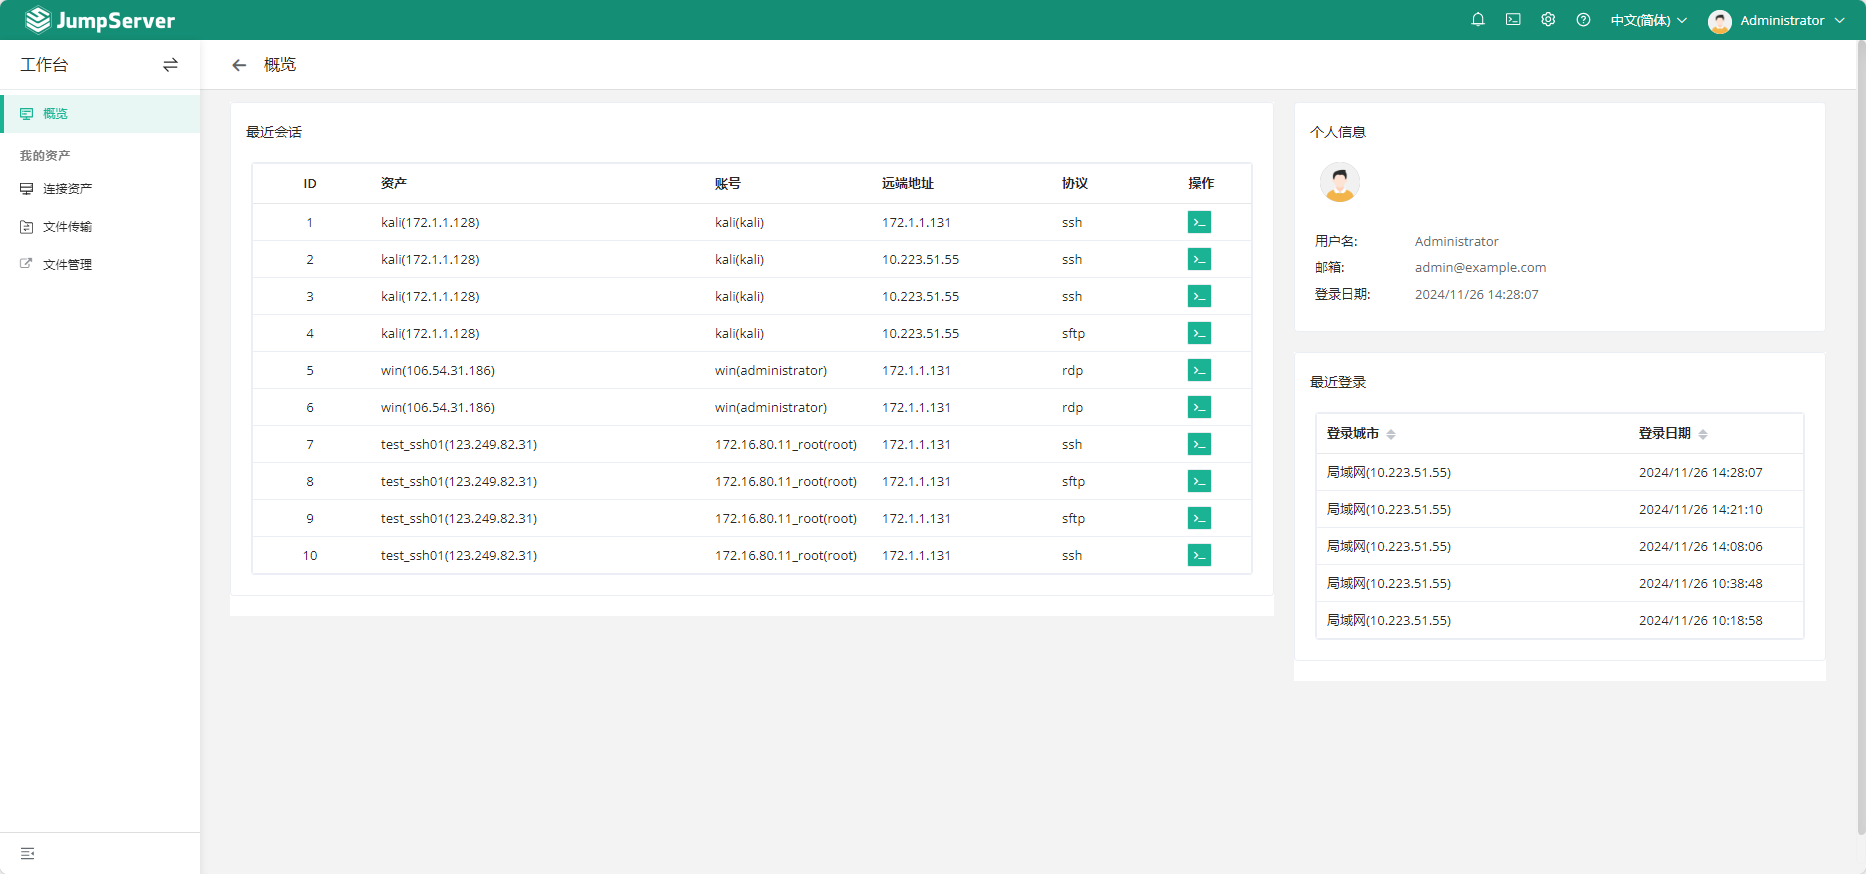 JumpServer
中文(简体)
Administrator
工作台
概览
概览
我的资产
连接资产
文件传输
文件管理
最近会话
ID 资产 账号 远端地址 协议 操作
1 kali(172.1.1.128) kali(kali) 172.1.1.131 ssh
2 kali(172.1.1.128) kali(kali) 10.223.51.55 ssh
3 kali(172.1.1.128) kali(kali) 10.223.51.55 ssh
4 kali(172.1.1.128) kali(kali) 10.223.51.55 sftp
5 win(106.54.31.186) win(administrator) 172.1.1.131 rdp
6 win(106.54.31.186) win(administrator) 172.1.1.131 rdp
7 test_ssh01(123.249.82.31) 172.16.80.11_root(root) 172.1.1.131 ssh
8 test_ssh01(123.249.82.31) 172.16.80.11_root(root) 172.1.1.131 sftp
9 test_ssh01(123.249.82.31) 172.16.80.11_root(root) 172.1.1.131 sftp
10 test_ssh01(123.249.82.31) 172.16.80.11_root(root) 172.1.1.131 ssh
个人信息
用户名: Administrator
邮箱: admin@example.com
登录日期: 2024/11/26 14:28:07
最近登录
登录城市 登录日期
局域网(10.223.51.55) 2024/11/26 14:28:07
局域网(10.223.51.55) 2024/11/26 14:21:10
局域网(10.223.51.55) 2024/11/26 14:08:06
局域网(10.223.51.55) 2024/11/26 10:38:48
局域网(10.223.51.55) 2024/11/26 10:18:58